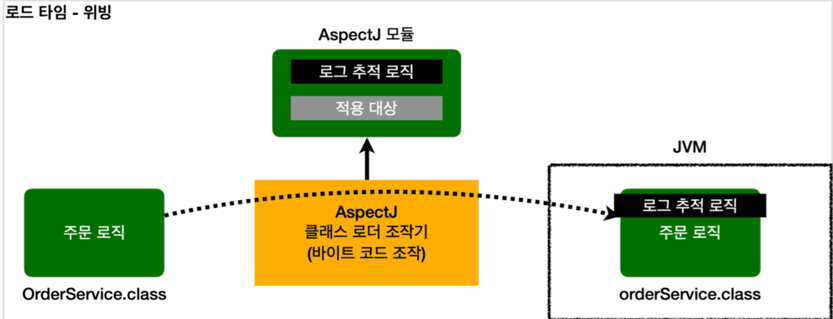 로드 타임 - 위빙
AspectJ 모듈
로그 추적 로직
적용 대상
JVM
주문 로직
OrderService.class
AspectJ
클래스 로더 조작기
(바이트 코드 조작)
로그 추적 로직
주문 로직
orderService.class